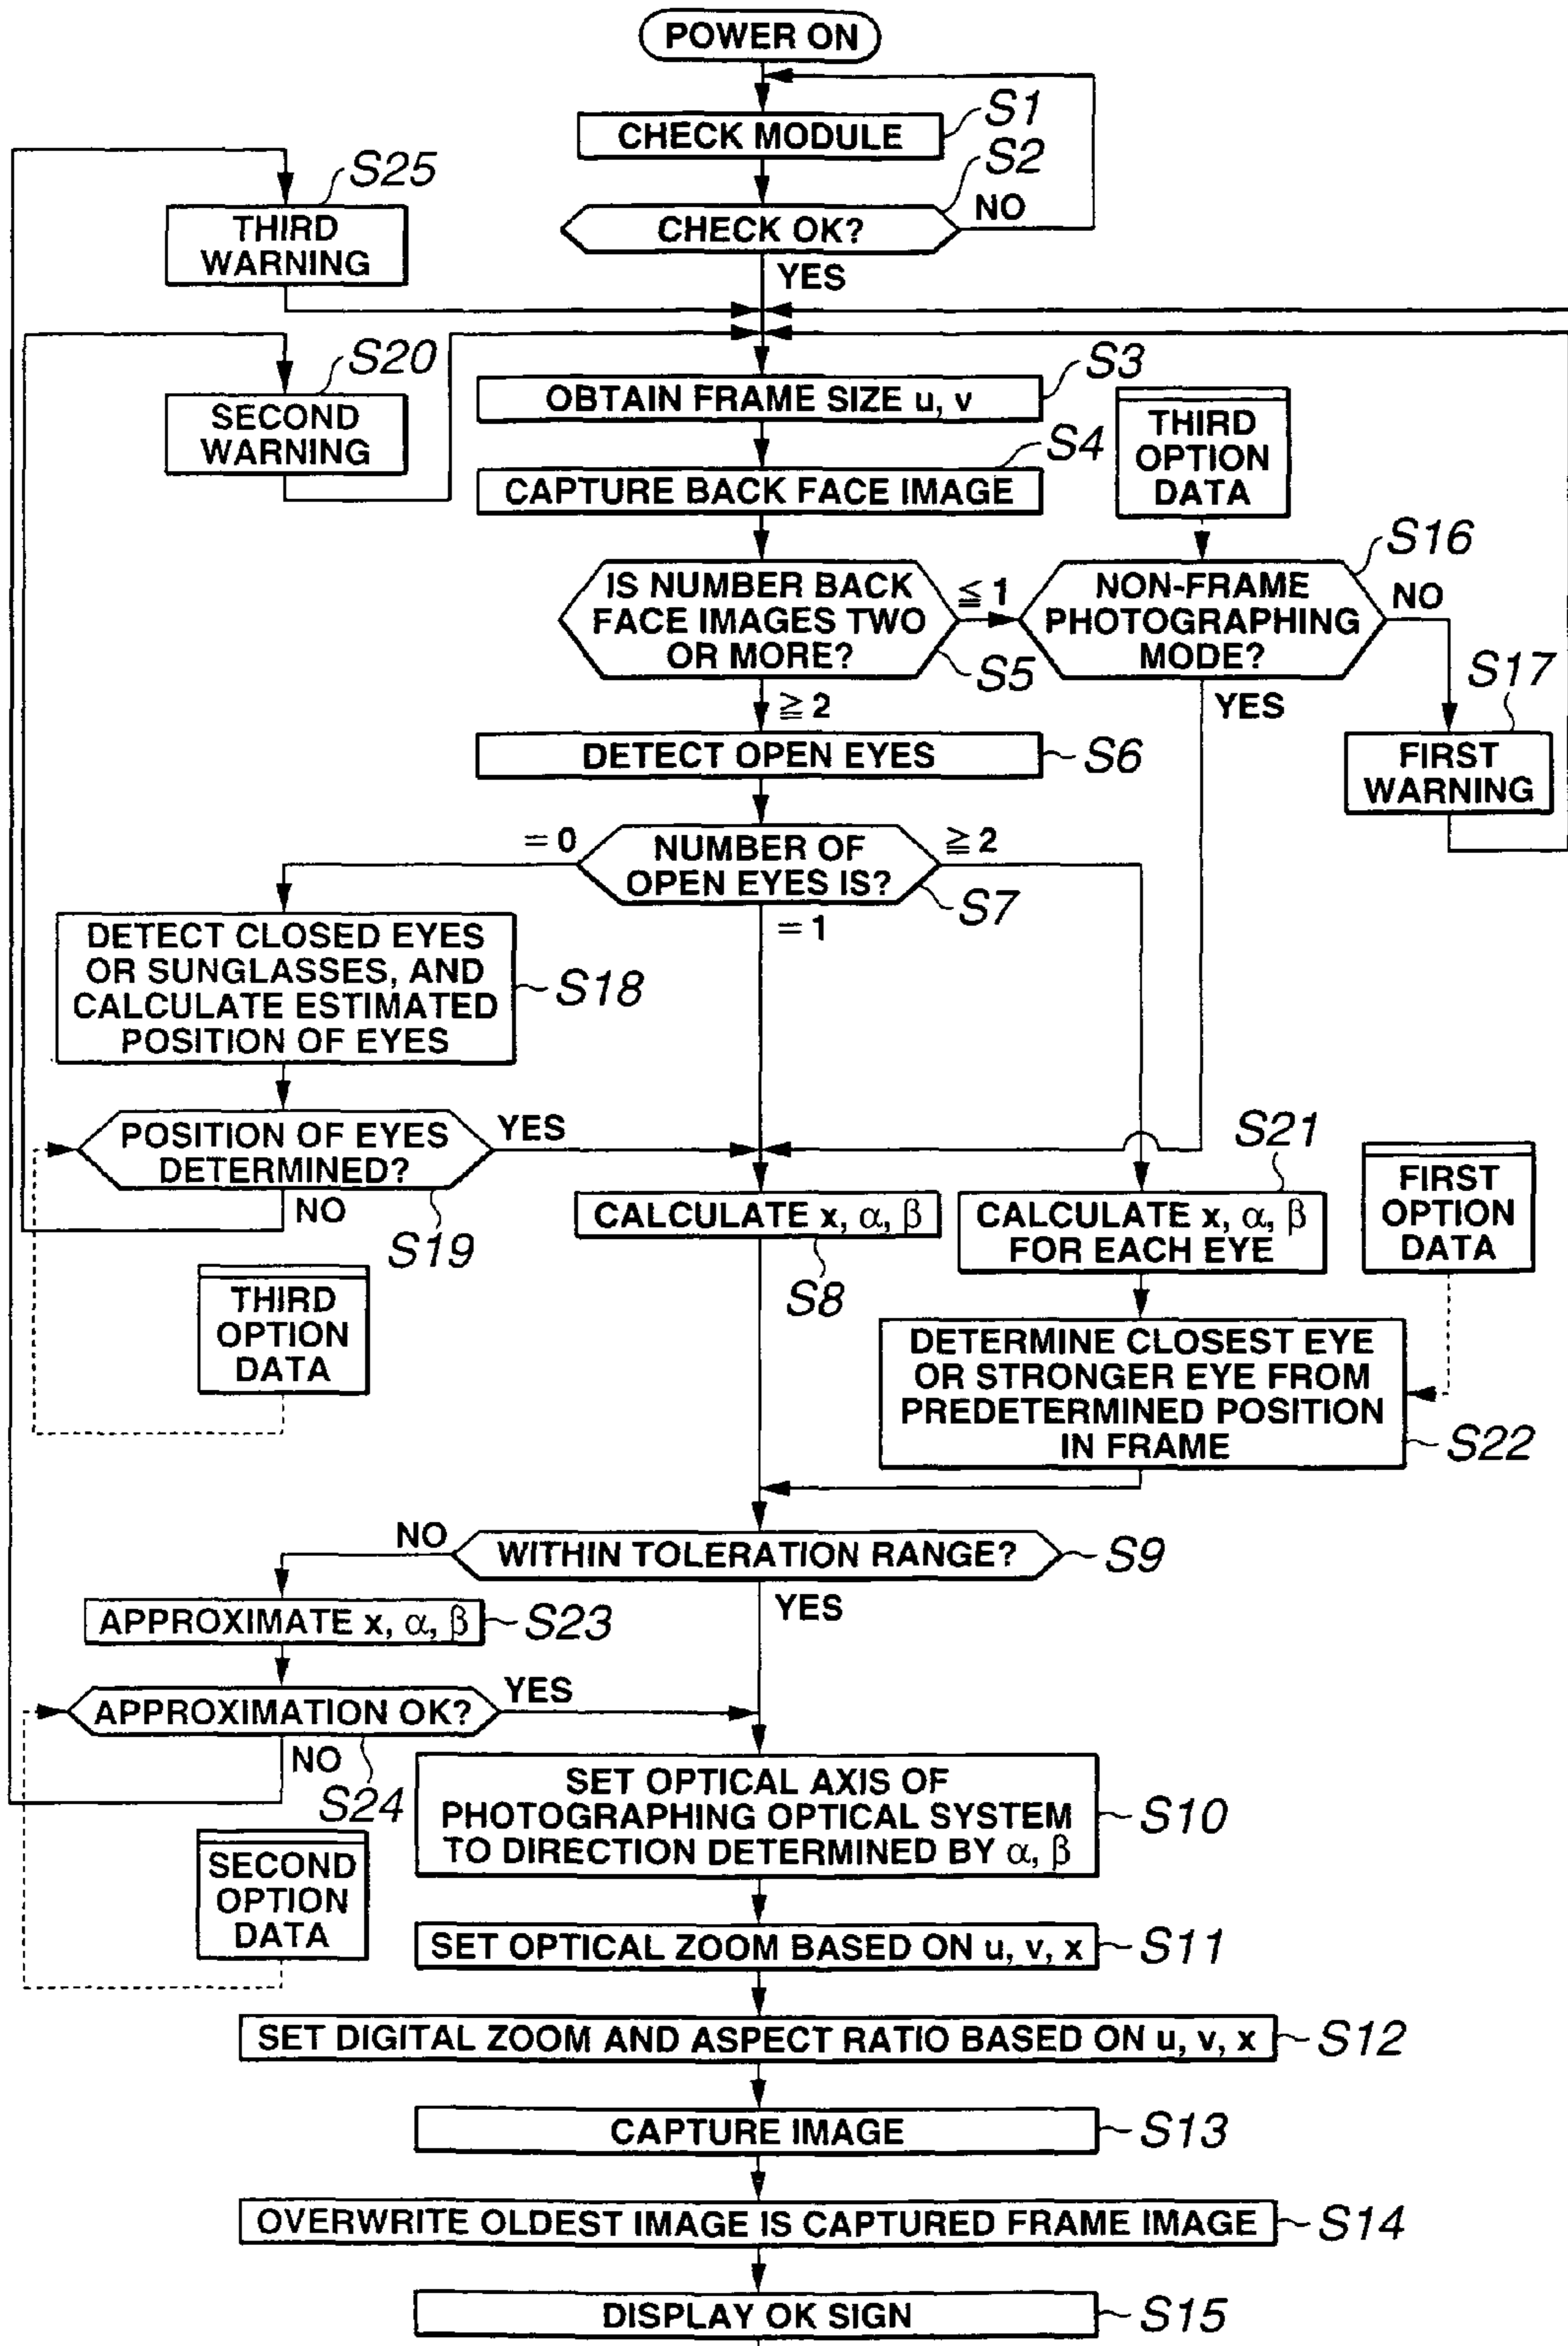 POWER ON
S1
CHECK MODULE
S2
CHECK OK?
NO
YES
S25
THIRD
WARNING
S20
SECOND
WARNING
S3
OBTAIN FRAME SIZE u, v
S4
CAPTURE BACK FACE IMAGE
THIRD
OPTION
DATA
IS NUMBER BACK
FACE IMAGES TWO
OR MORE?
≦ 1
S5
≧ 2
S16
NON-FRAME
PHOTOGRAPHING
MODE?
NO
YES
S17
FIRST
WARNING
DETECT OPEN EYES
S6
= 0
NUMBER OF
OPEN EYES IS?
≧ 2
S7
= 1
DETECT CLOSED EYES
OR SUNGLASSES, AND
CALCULATE ESTIMATED
POSITION OF EYES
S18
POSITION OF EYES
DETERMINED?
YES
NO
S19
THIRD
OPTION
DATA
CALCULATE x, α, β
S8
S21
CALCULATE x, α, β
FOR EACH EYE
FIRST
OPTION
DATA
DETERMINE CLOSEST EYE
OR STRONGER EYE FROM
PREDETERMINED POSITION
IN FRAME
S22
NO
WITHIN TOLERATION RANGE?
S9
YES
APPROXIMATE x, α, β
S23
APPROXIMATION OK?
YES
NO
S24
SECOND
OPTION
DATA
SET OPTICAL AXIS OF
PHOTOGRAPHING OPTICAL SYSTEM
TO DIRECTION DETERMINED BY α, β
S10
SET OPTICAL ZOOM BASED ON u, v, x
S11
SET DIGITAL ZOOM AND ASPECT RATIO BASED ON u, v, x
S12
CAPTURE IMAGE
S13
OVERWRITE OLDEST IMAGE IS CAPTURED FRAME IMAGE
S14
DISPLAY OK SIGN
S15